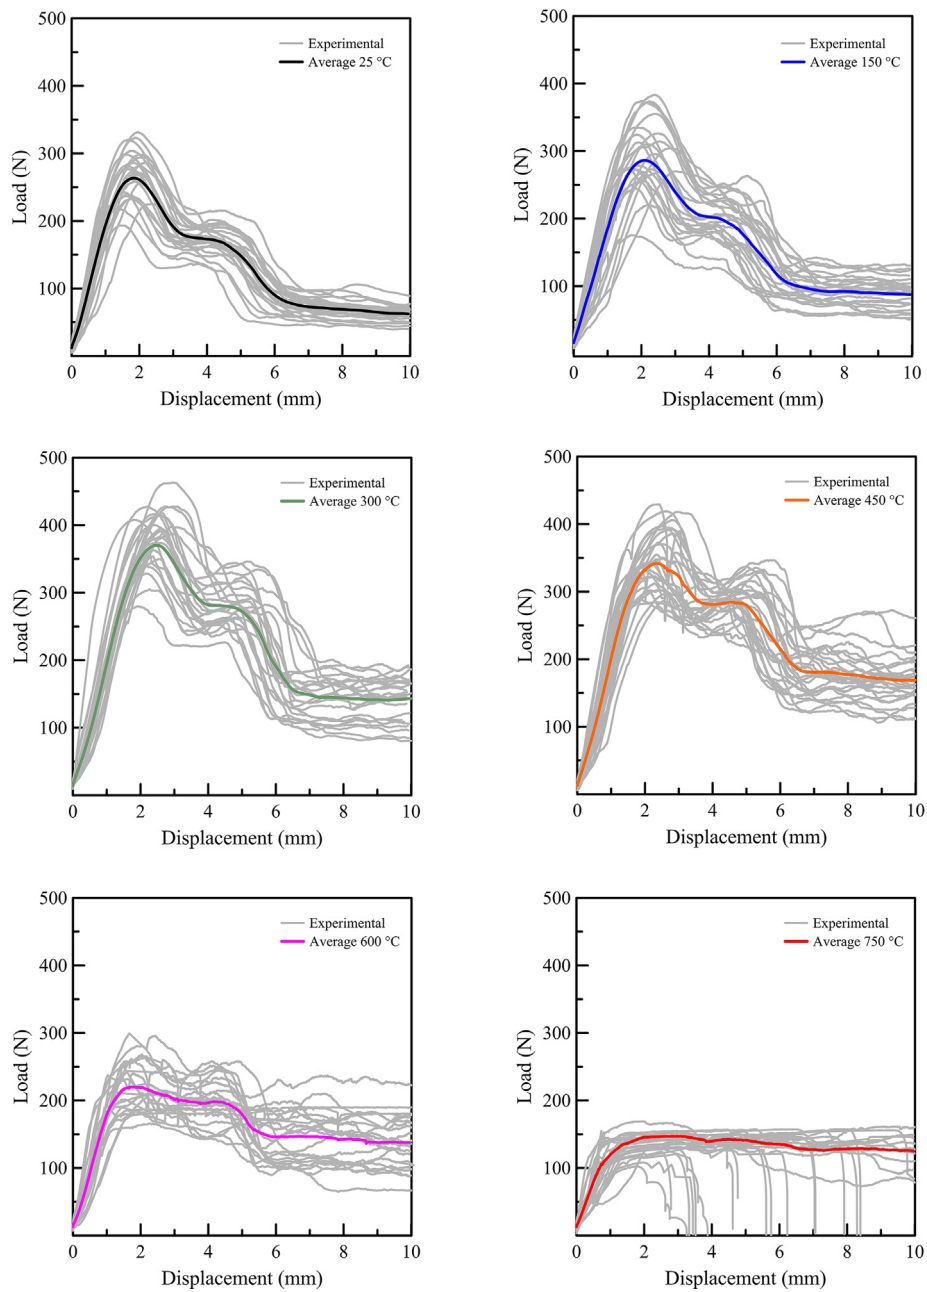 500
Experimental
Average 25 °C
400
300
200
100
Load (N)
0 2 4 6 8 10
Displacement (mm)
500
Experimental
Average 150 °C
400
300
200
100
Load (N)
0 2 4 6 8 10
Displacement (mm)
500
Experimental
Average 300 °C
400
300
200
100
Load (N)
0 2 4 6 8 10
Displacement (mm)
500
Experimental
Average 450 °C
400
300
200
100
Load (N)
0 2 4 6 8 10
Displacement (mm)
500
Experimental
Average 600 °C
400
300
200
100
Load (N)
0 2 4 6 8 10
Displacement (mm)
500
Experimental
Average 750 °C
400
300
200
100
Load (N)
0 2 4 6 8 10
Displacement (mm)